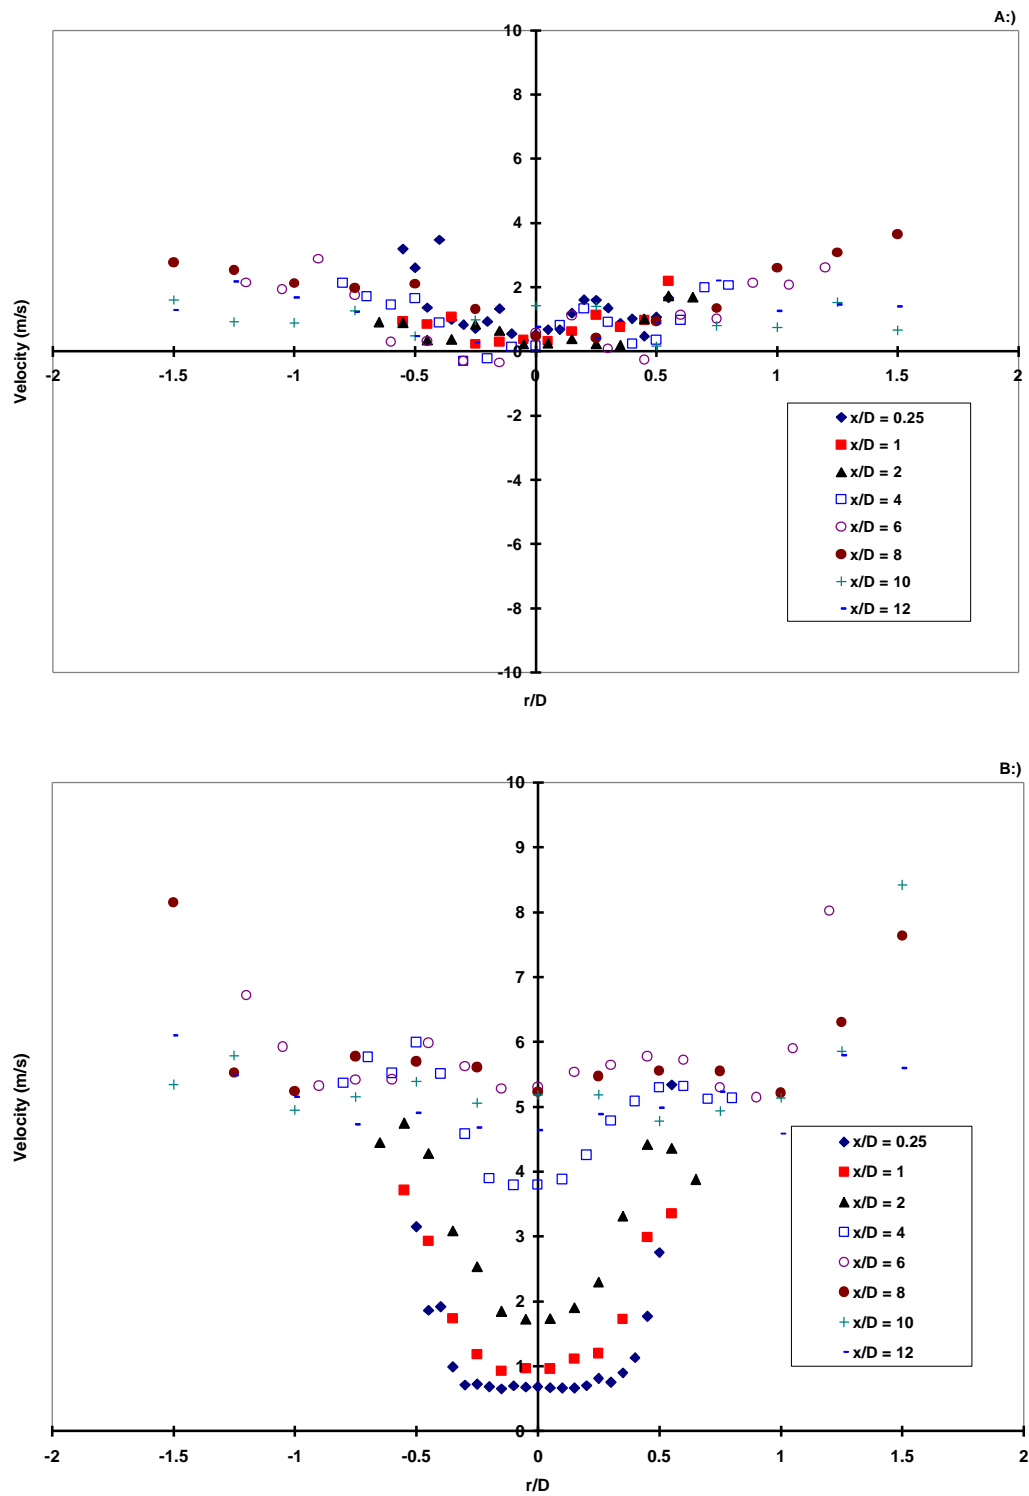 A:)
10
8
6
4
2
0
-2
-4
-6
-8
-10
-2
-1.5
-1
-0.5
0
0.5
1
1.5
2
Velocity (m/s)
r/D
x/D = 0.25
x/D = 1
x/D = 2
x/D = 4
x/D = 6
x/D = 8
x/D = 10
x/D = 12
B:)
10
9
8
7
6
5
4
3
2
1
0
-2
-1.5
-1
-0.5
0
0.5
1
1.5
2
Velocity (m/s)
r/D
x/D = 0.25
x/D = 1
x/D = 2
x/D = 4
x/D = 6
x/D = 8
x/D = 10
x/D = 12